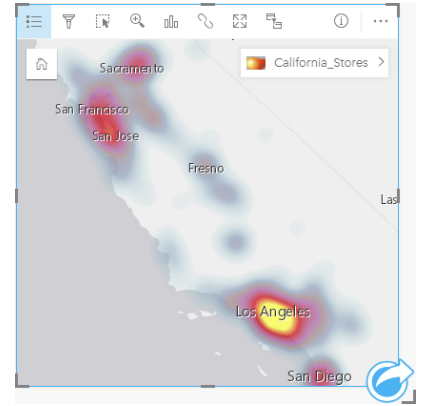 California_Stores
Sacramento
San Francisco
San Jose
Fresno
Las
Los Angeles
San Diego